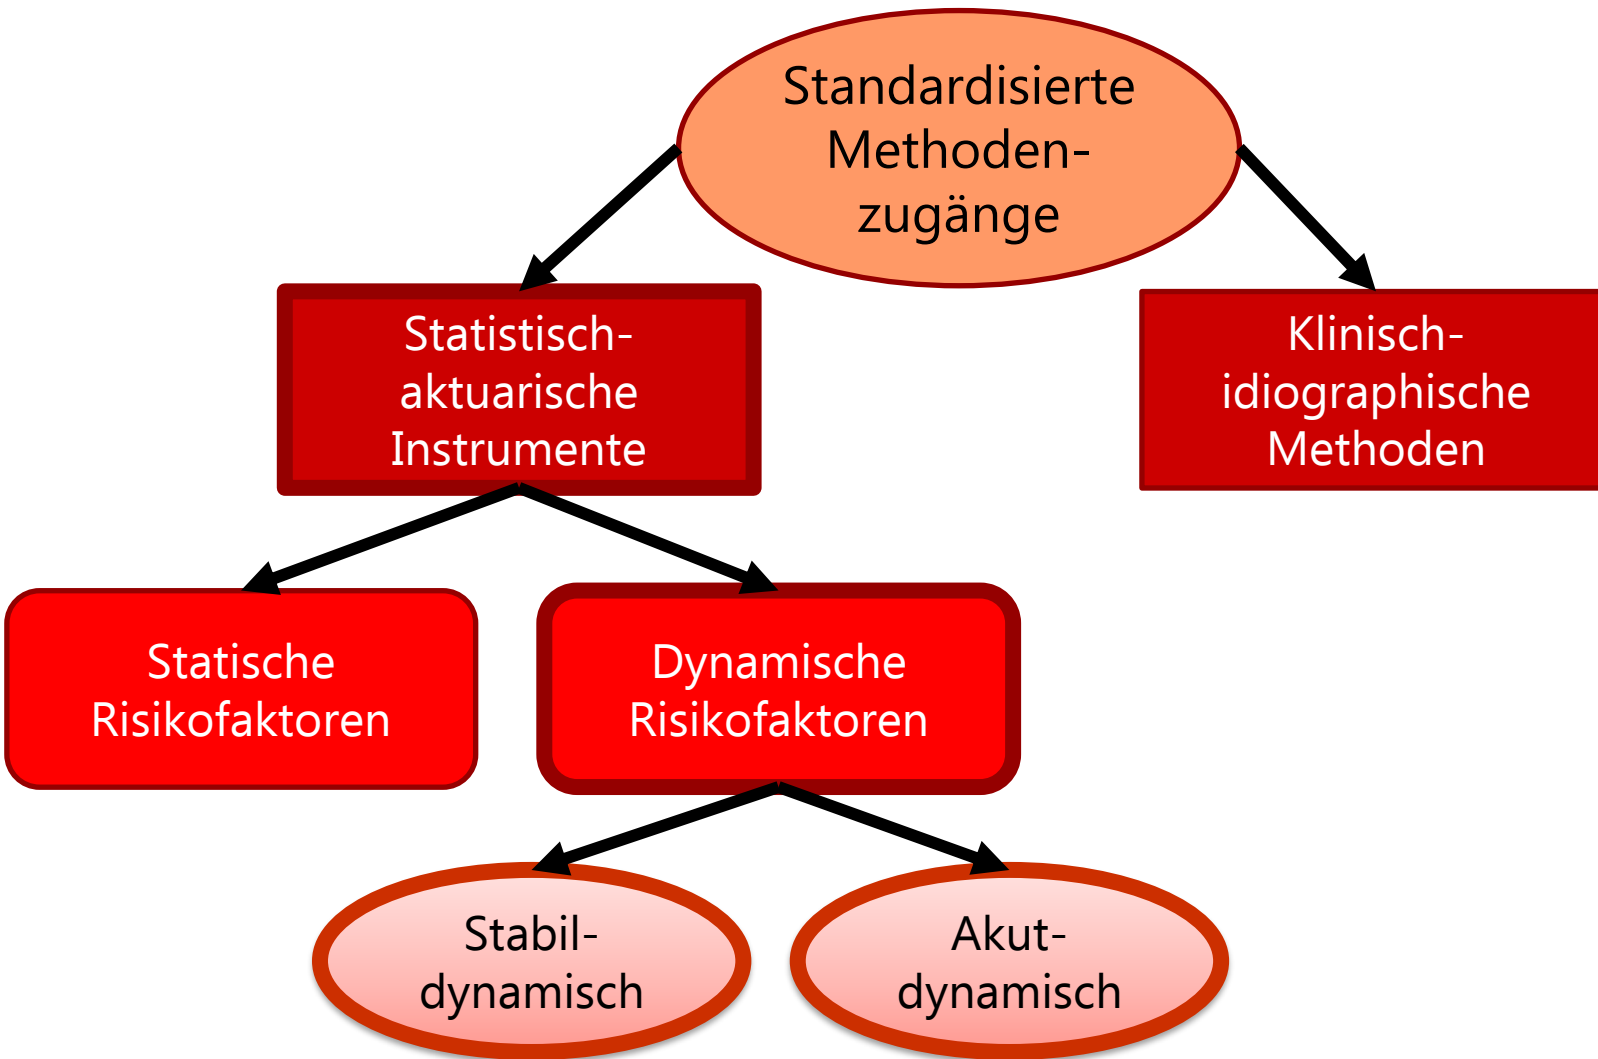 Standardisierte
Methoden-
zugänge
Statistisch-
aktuarische
Instrumente
Klinisch-
idiographische
Methoden
Statische
Risikofaktoren
Dynamische
Risikofaktoren
Stabil-
dynamisch
Akut-
dynamisch